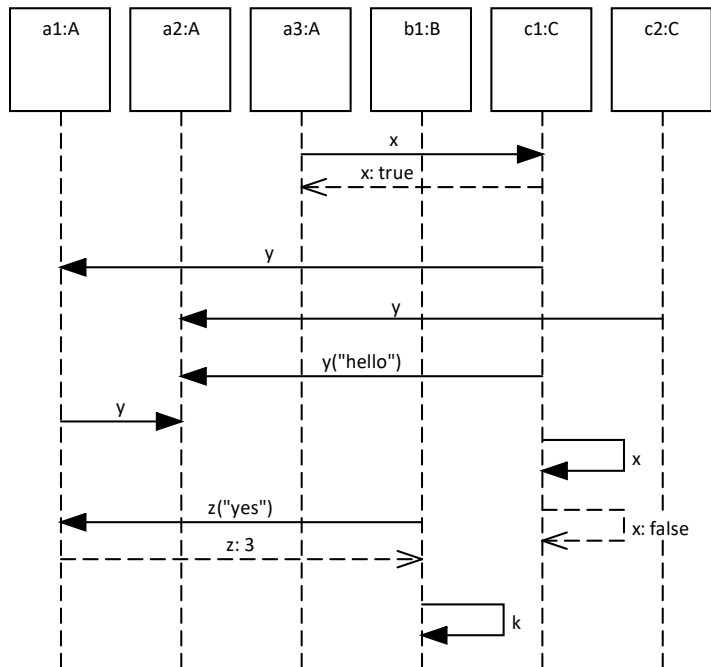 a1:A
a2:A
a3:A
b1:B
c1:C
c2:C
x
x: true
y
y
y("hello")
y
x
z("yes")
x: false
z: 3
k